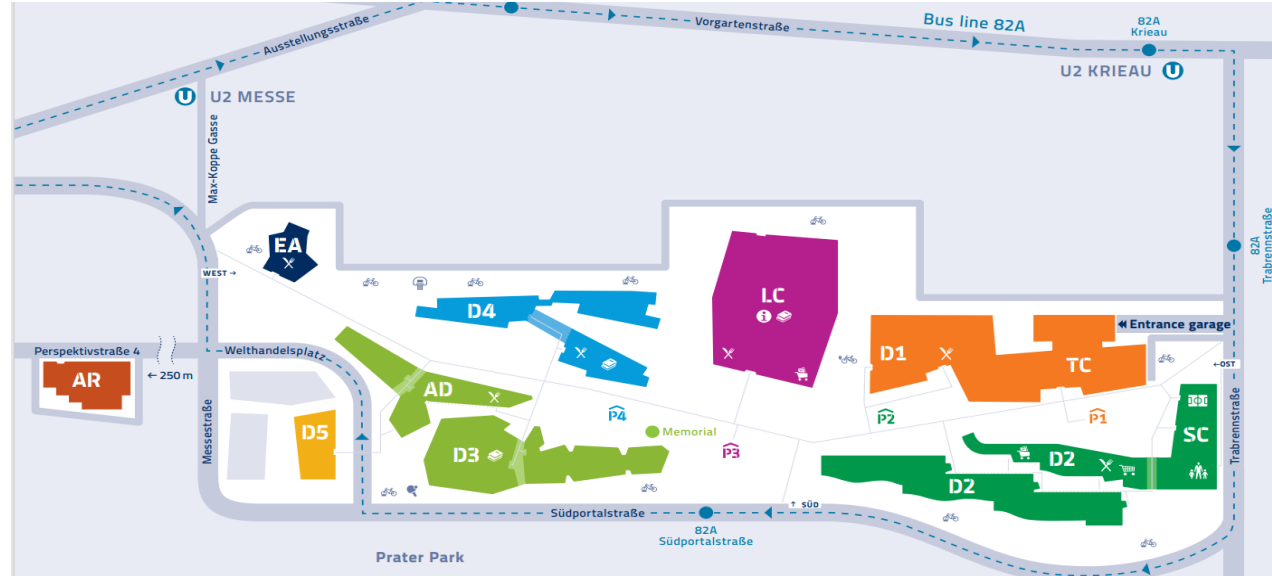 Ausstellungsstraße
Vorgartenstraße
Bus line 82A
82A
Krieau
U2 KRIEAU U
U U2 MESSE
Max-Koppe Gasse
82A
Trabrennstraße
EA
WEST →
D4
LC
i
Entrance garage
Perspektivstraße 4
Welthandelsplatz
← 250 m
AR
D1
TC
←OST
AD
P4
P2
P1
Memorial
P3
D5
D3
SC
D2
D2
Messestraße
Trabrennstraße
↑ SÜD
Südportalstraße
82A
Südportalstraße
Prater Park